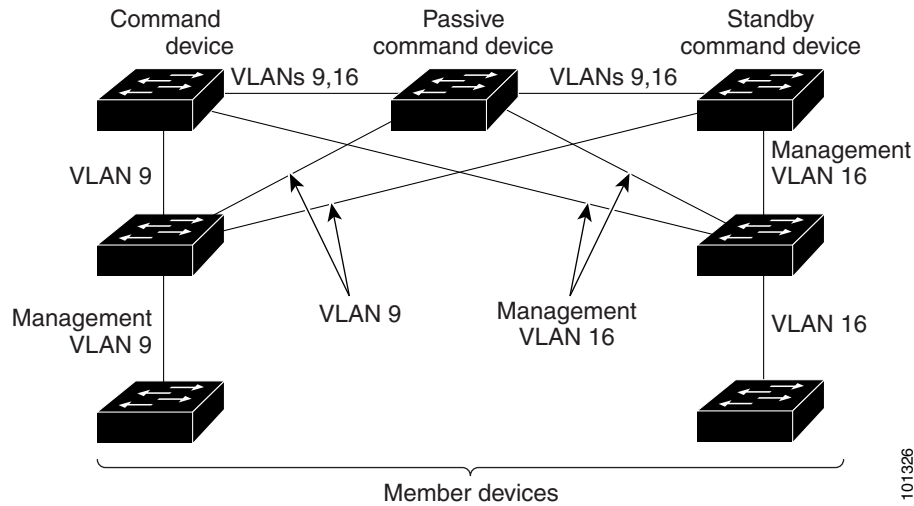 Command
device
Passive
command device
Standby
command device
VLANs 9,16
VLANs 9,16
VLAN 9
Management
VLAN 16
VLAN 9
Management
VLAN 16
Management
VLAN 9
VLAN 16
Member devices
101326